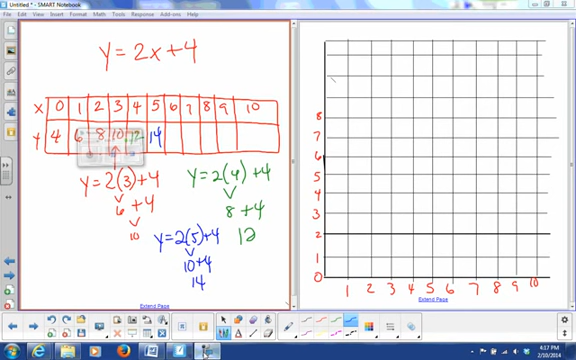 Untitled * - SMART Notebook
File Edit View Insert Format Tools Add-ons Response Help
y = 2x + 4
x 0 1 2 3 4 5 6 7 8 9 10
y 4 6 8 10 12 14
y = 2(3) + 4
6 + 4
10
y = 2(4) + 4
8 + 4
12
y = 2(5) + 4
10 + 4
14
8
7
6
5
4
3
2
1
0
1 2 3 4 5 6 7 8 9 10
Extend Page
Extend Page
4:17 PM
2/10/2014